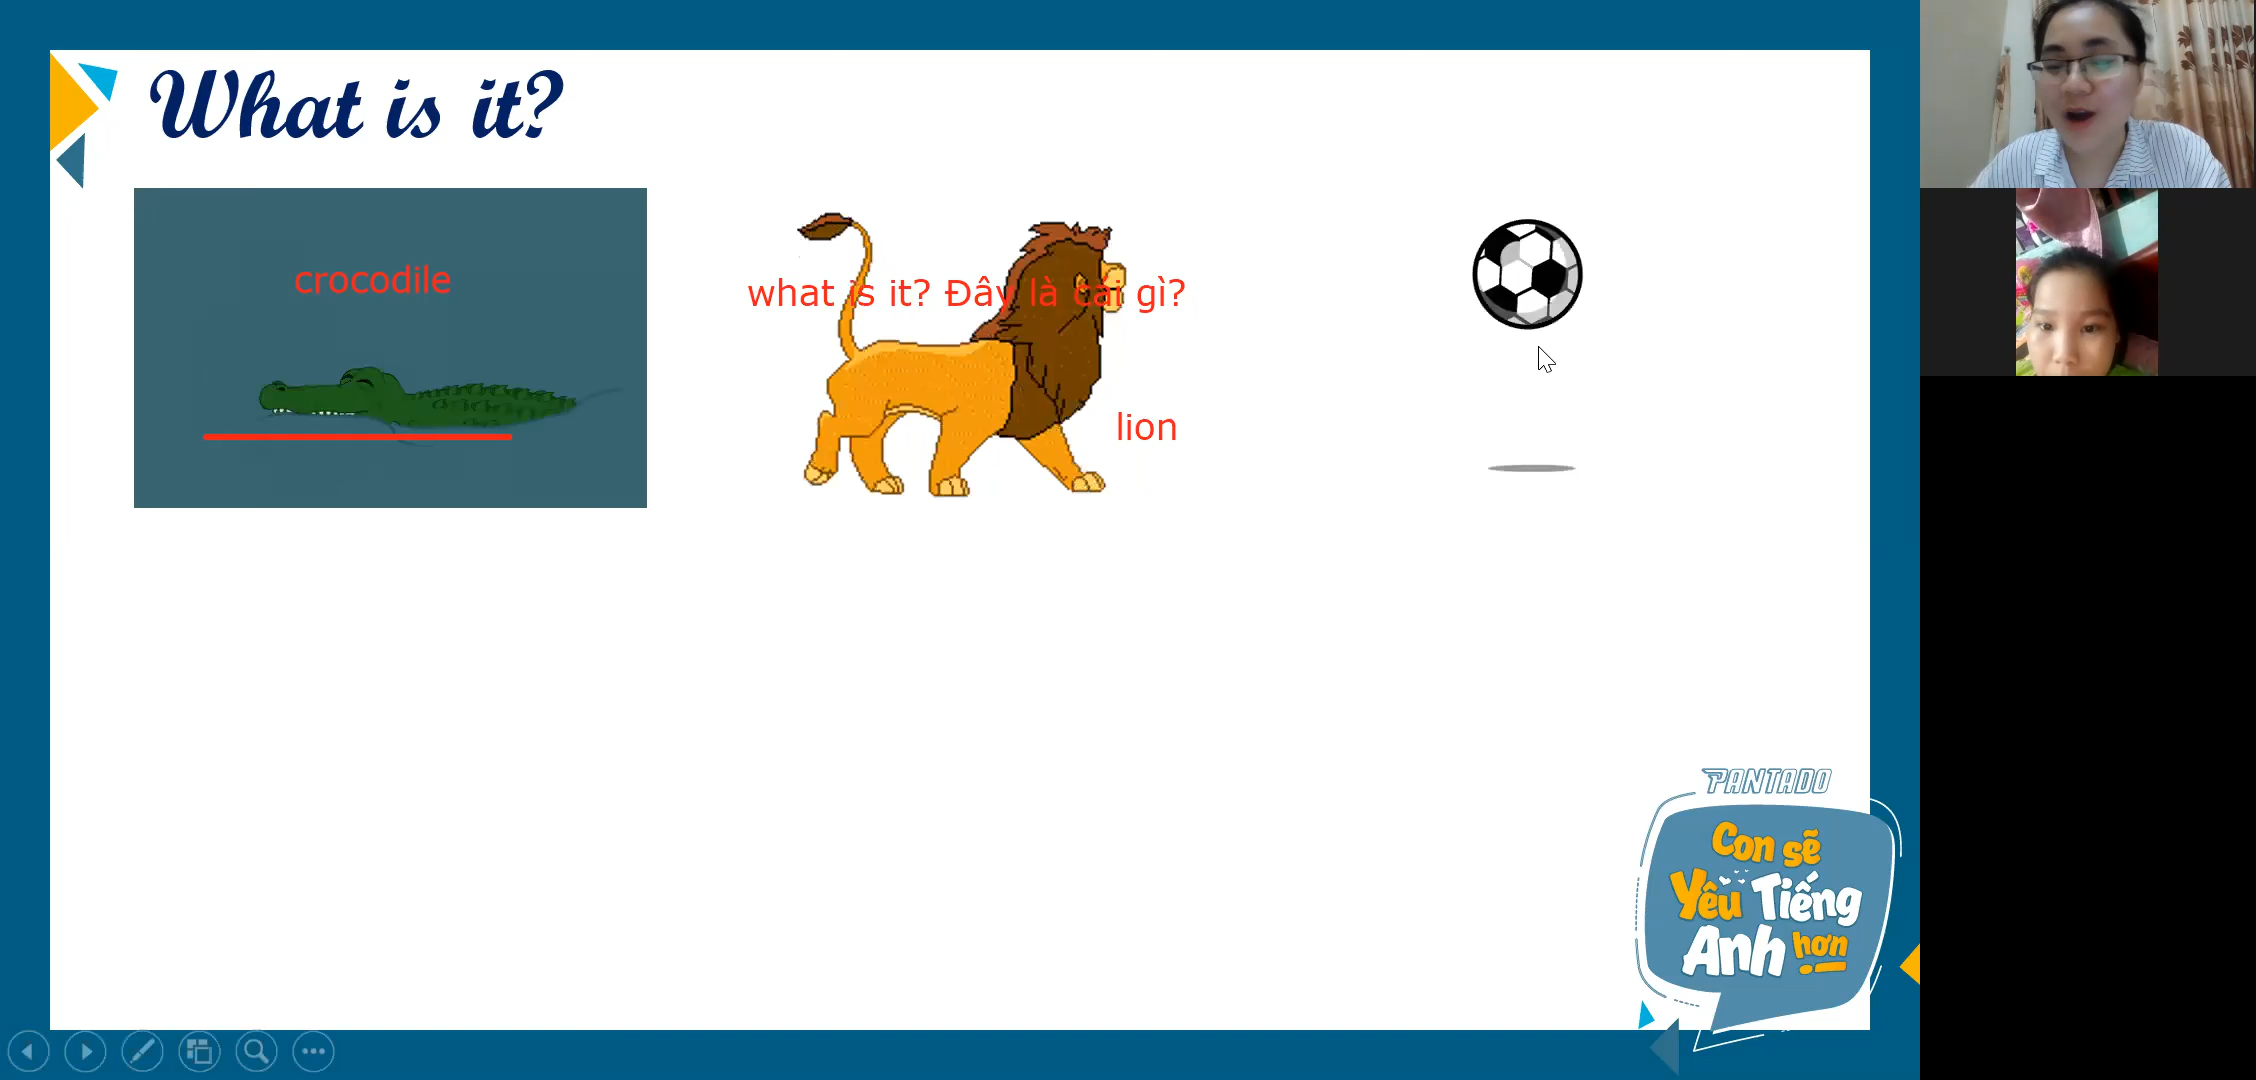 What is it?
crocodile
what is it? Đây là cái gì?
lion
PANTADO
Con sẽ
Yêu Tiếng
Anh hơn